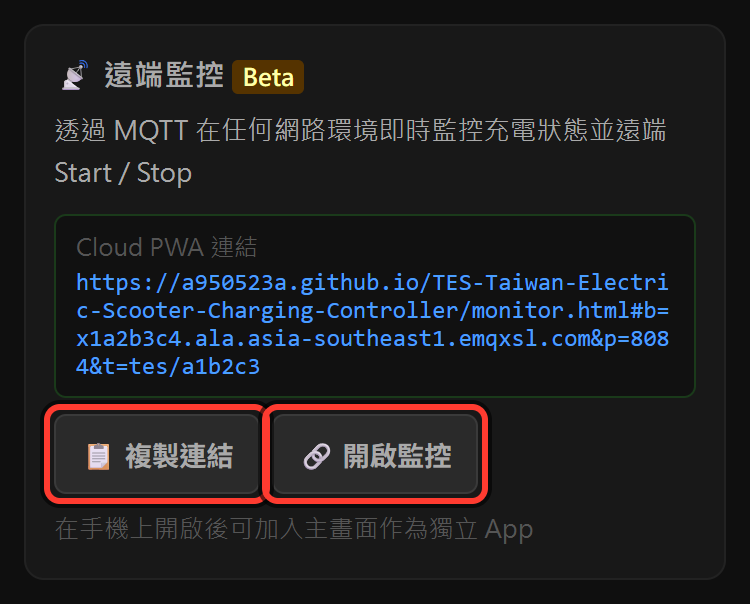 遠端監控 Beta
透過 MQTT 在任何網路環境即時監控充電狀態並遠端
Start / Stop
Cloud PWA 連結
https://a950523a.github.io/TES-Taiwan-Electri
c-Scooter-Charging-Controller/monitor.html#b=
x1a2b3c4.ala.asia-southeast1.emqxsl.com&p=808
4&t=tes/a1b2c3
複製連結 開啟監控
在手機上開啟後可加入主畫面作為獨立 App